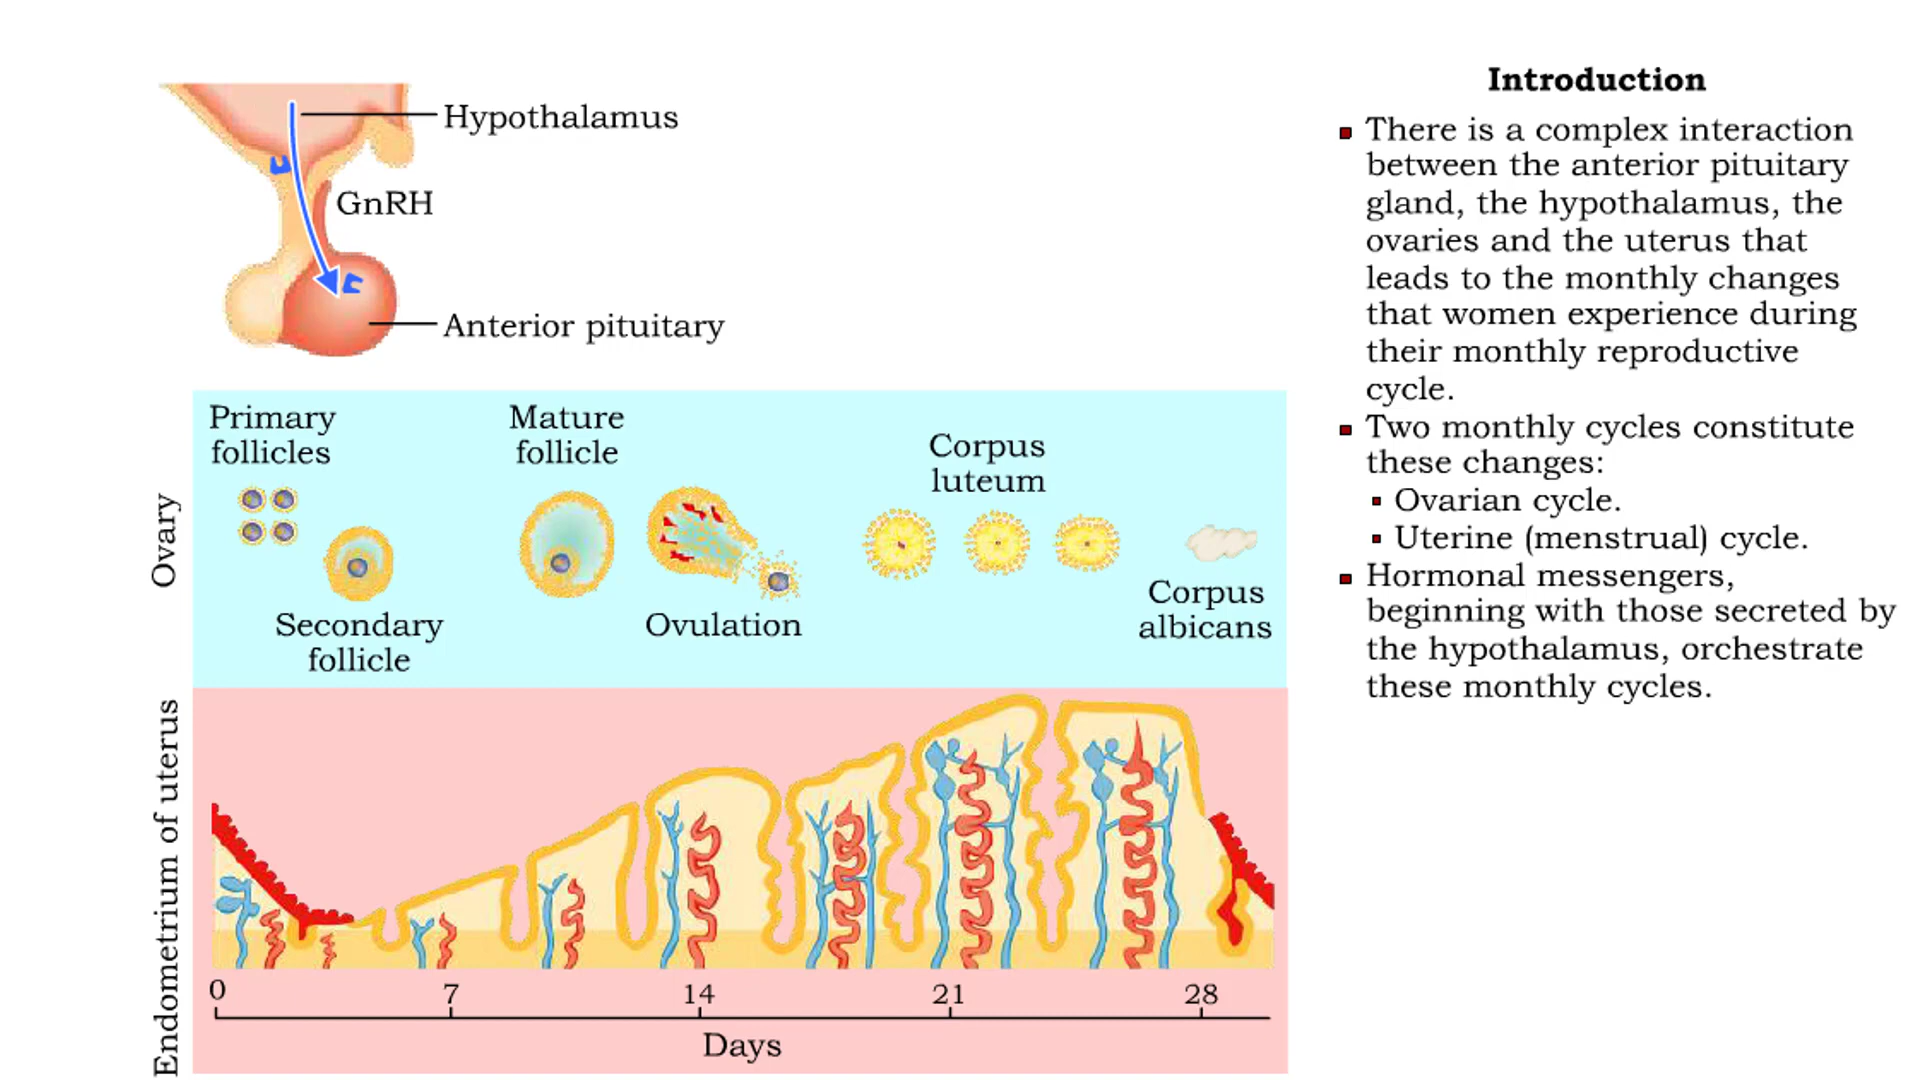 Introduction
Hypothalamus
GnRH
Anterior pituitary
There is a complex interaction
between the anterior pituitary
gland, the hypothalamus, the
ovaries and the uterus that
leads to the monthly changes
that women experience during
their monthly reproductive
cycle.
Two monthly cycles constitute
these changes:
Ovarian cycle.
Uterine (menstrual) cycle.
Hormonal messengers,
beginning with those secreted by
the hypothalamus, orchestrate
these monthly cycles.
Ovary
Primary
follicles
Secondary
follicle
Mature
follicle
Ovulation
Corpus
luteum
Corpus
albicans
Endometrium of uterus
0 7 14 21 28
Days